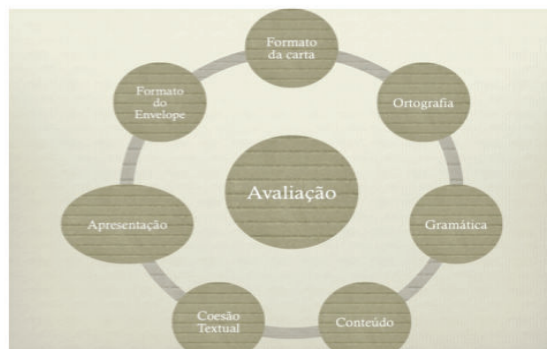 Formato
da carta
Ortografia
Gramática
Conteúdo
Coesão
Textual
Apresentação
Formato
do
Envelope
Avaliação